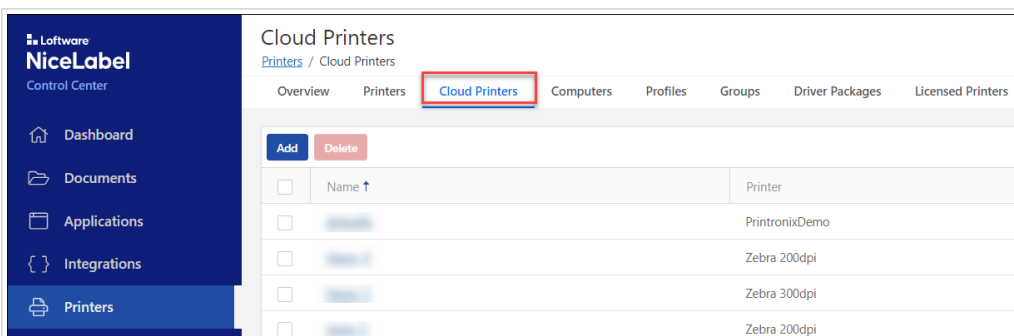 Loftware
NiceLabel
Control Center
Dashboard
Documents
Applications
Integrations
Printers
Cloud Printers
Printers / Cloud Printers
Overview Printers Cloud Printers Computers Profiles Groups Driver Packages Licensed Printers
Add Delete
Name ↑ Printer
PrintronixDemo
Zebra 200dpi
Zebra 300dpi
Zebra 200dpi